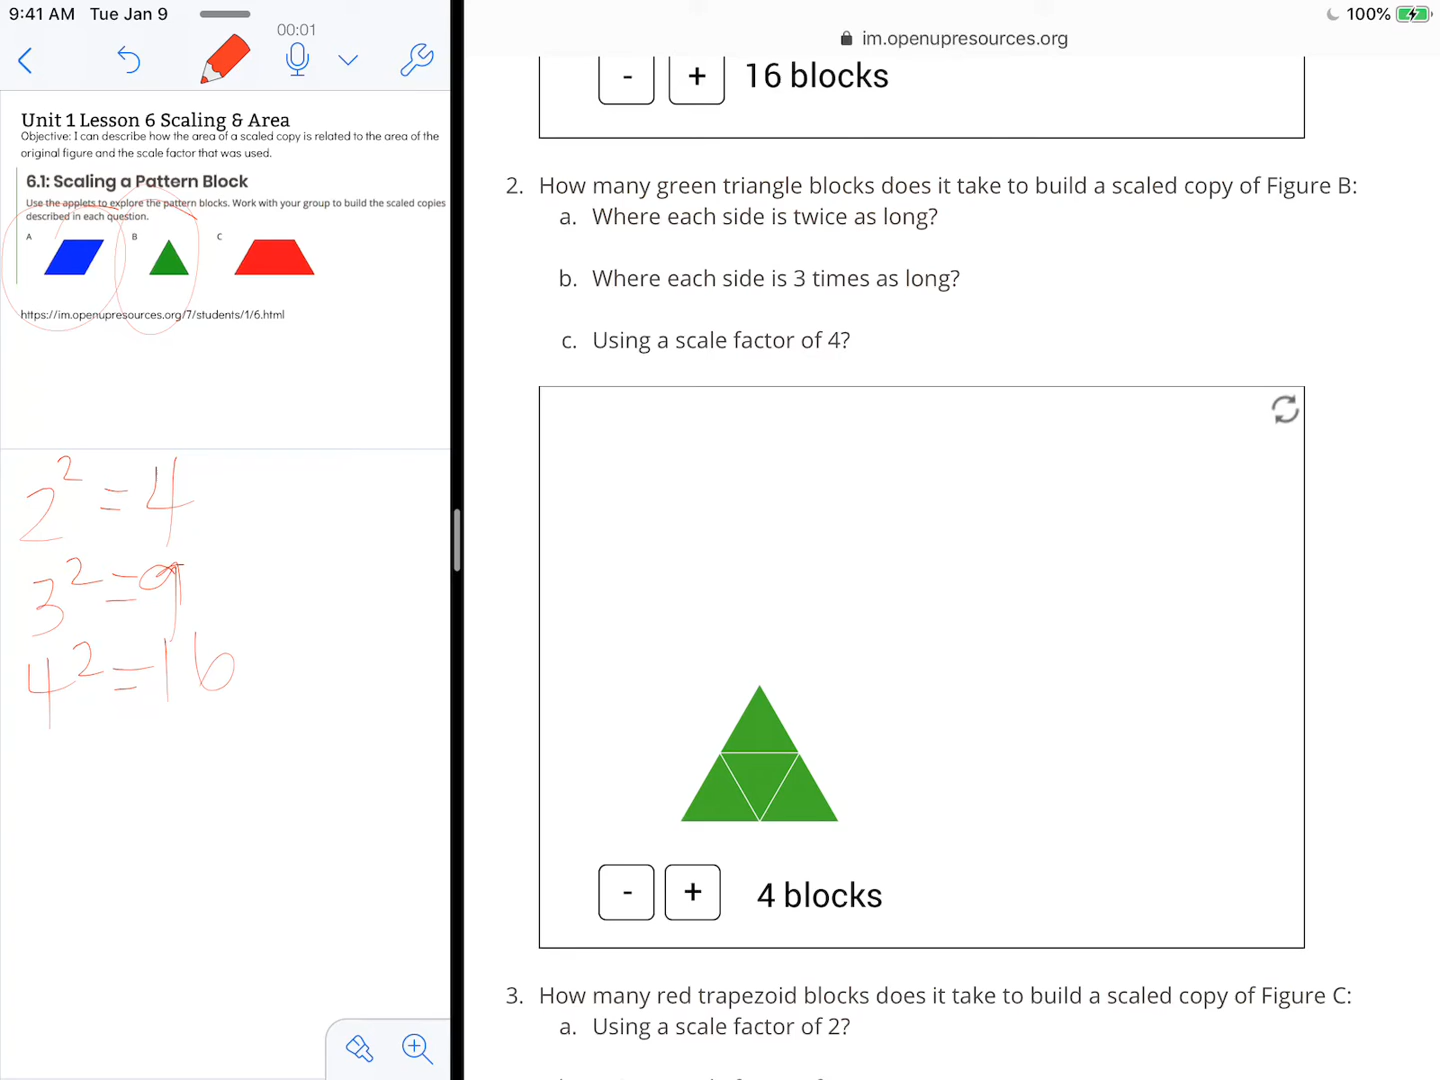 9:41 AM Tue Jan 9
00:01
Unit 1 Lesson 6 Scaling & Area
Objective: I can describe how the area of a scaled copy is related to the area of the
original figure and the scale factor that was used.
6.1: Scaling a Pattern Block
Use the applets to explore the pattern blocks. Work with your group to build the scaled copies
described in each question.
A B C
https://im.openupresources.org/7/students/1/6.html
2² = 4
3² = 9
4² = 16
100%
im.openupresources.org
- + 16 blocks
2. How many green triangle blocks does it take to build a scaled copy of Figure B:
a. Where each side is twice as long?
b. Where each side is 3 times as long?
c. Using a scale factor of 4?
- + 4 blocks
3. How many red trapezoid blocks does it take to build a scaled copy of Figure C:
a. Using a scale factor of 2?